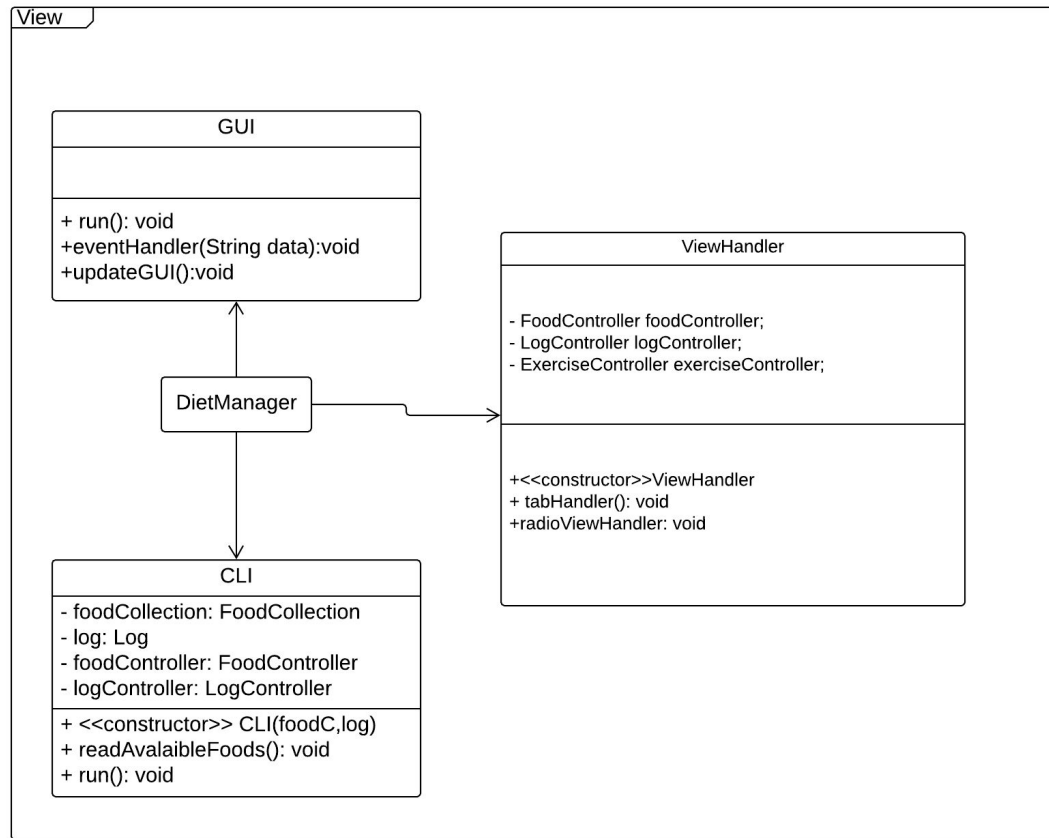 View
GUI
+ run(): void
+eventHandler(String data):void
+updateGUI():void
ViewHandler
- FoodController foodController;
- LogController logController;
- ExerciseController exerciseController;
+<<constructor>>ViewHandler
+ tabHandler(): void
+radioViewHandler: void
DietManager
CLI
- foodCollection: FoodCollection
- log: Log
- foodController: FoodController
- logController: LogController
+ <<constructor>> CLI(foodC,log)
+ readAvalaibleFoods(): void
+ run(): void